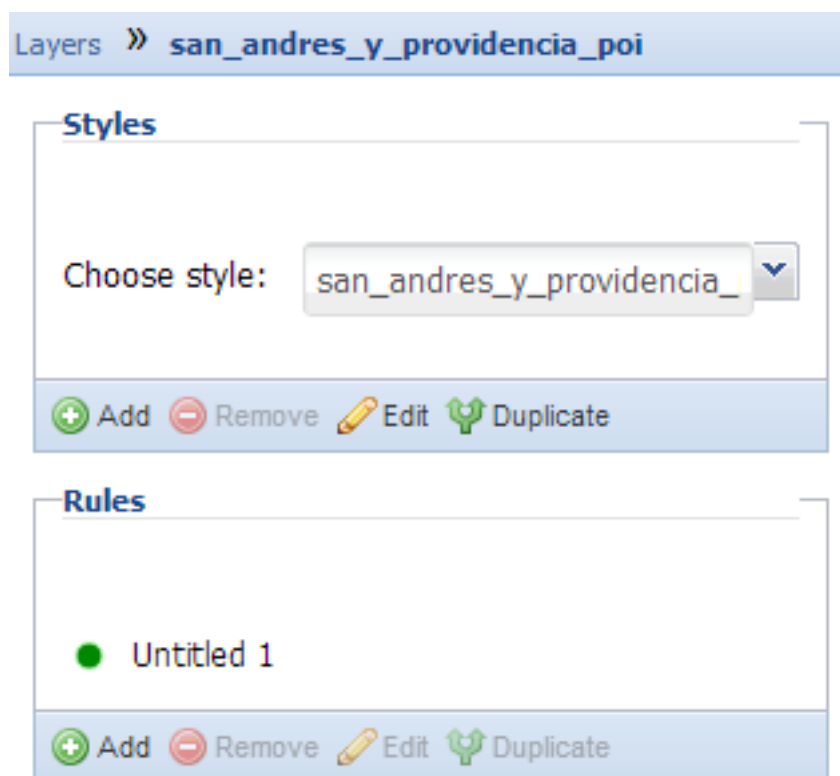 Layers » san_andres_y_providencia_poi
Styles
Choose style: san_andres_y_providencia_
Add Remove Edit Duplicate
Rules
Untitled 1
Add Remove Edit Duplicate